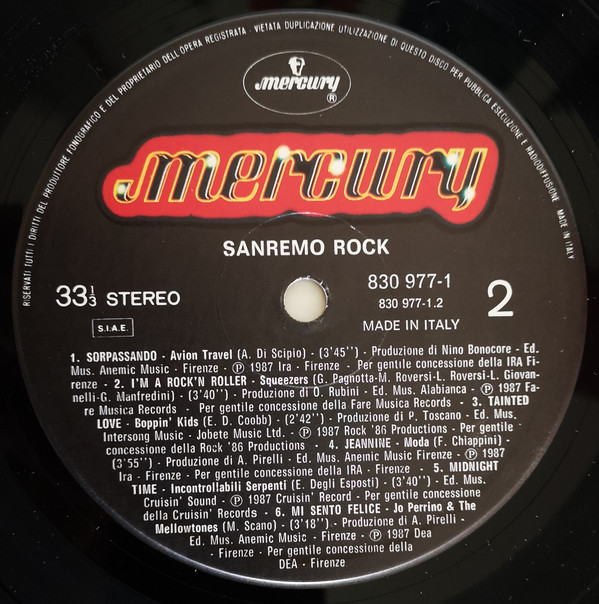 RISERVATI TUTTI I DIRITTI DEL PRODUTTORE FONOGRAFICO E DEL PROPRIETARIO DELL'OPERA REGISTRATA - VIETATA DUPLICAZIONE UTILIZZAZIONE DI QUESTO DISCO PER PUBBLICA ESECUZIONE E RADIODIFFUSIONE. MADE IN ITALY
mercury
®
mercury
SANREMO ROCK
33 1/3 STEREO
S.I.A.E.
830 977-1
830 977-1.2
MADE IN ITALY
2
1. SORPASSANDO - Avion Travel (A. Di Scipio) - (3'45'') - Produzione di Nino Bonocore - Ed.
Mus. Anemic Music - Firenze - Ⓟ 1987 Ira - Firenze - Per gentile concessione della IRA Fi-
renze - 2. I'M A ROCK'N ROLLER - Squeezers (G. Pagnotta-M. Roversi-L. Roversi-L. Giovan-
nelli-G. Manfredini) - (3'40'') - Produzione di O. Rubini - Ed. Mus. Alabianca - Ⓟ 1987 Fa-
re Musica Records - Per gentile concessione della Fare Musica Records - 3. TAINTED
LOVE - Boppin' Kids (E. D. Coobb) - (2'42'') - Produzione di P. Toscano - Ed. Mus.
Intersong Music - Jobete Music Ltd. - Ⓟ 1987 Rock '86 Productions - Per gentile
concessione della Rock '86 Productions - 4. JEANNINE - Moda (F. Chiappini) -
(3'55'') - Produzione di A. Pirelli - Ed. Mus. Anemic Music Firenze - Ⓟ 1987
Ira - Firenze - Per gentile concessione della IRA - Firenze - 5. MIDNIGHT
TIME - Incontrollabili Serpenti (E. Degli Esposti) - (3'40'') - Ed. Mus.
Cruisin' Sound - Ⓟ 1987 Cruisin' Record - Per gentile concessione
della Cruisin' Records - 6. MI SENTO FELICE - Jo Perrino & The
Mellowtones (M. Scano) - (3'18'') - Produzione di A. Pirelli -
Ed. Mus. Anemic Music - Firenze - Ⓟ 1987 Dea
- Firenze - Per gentile concessione della
DEA - Firenze